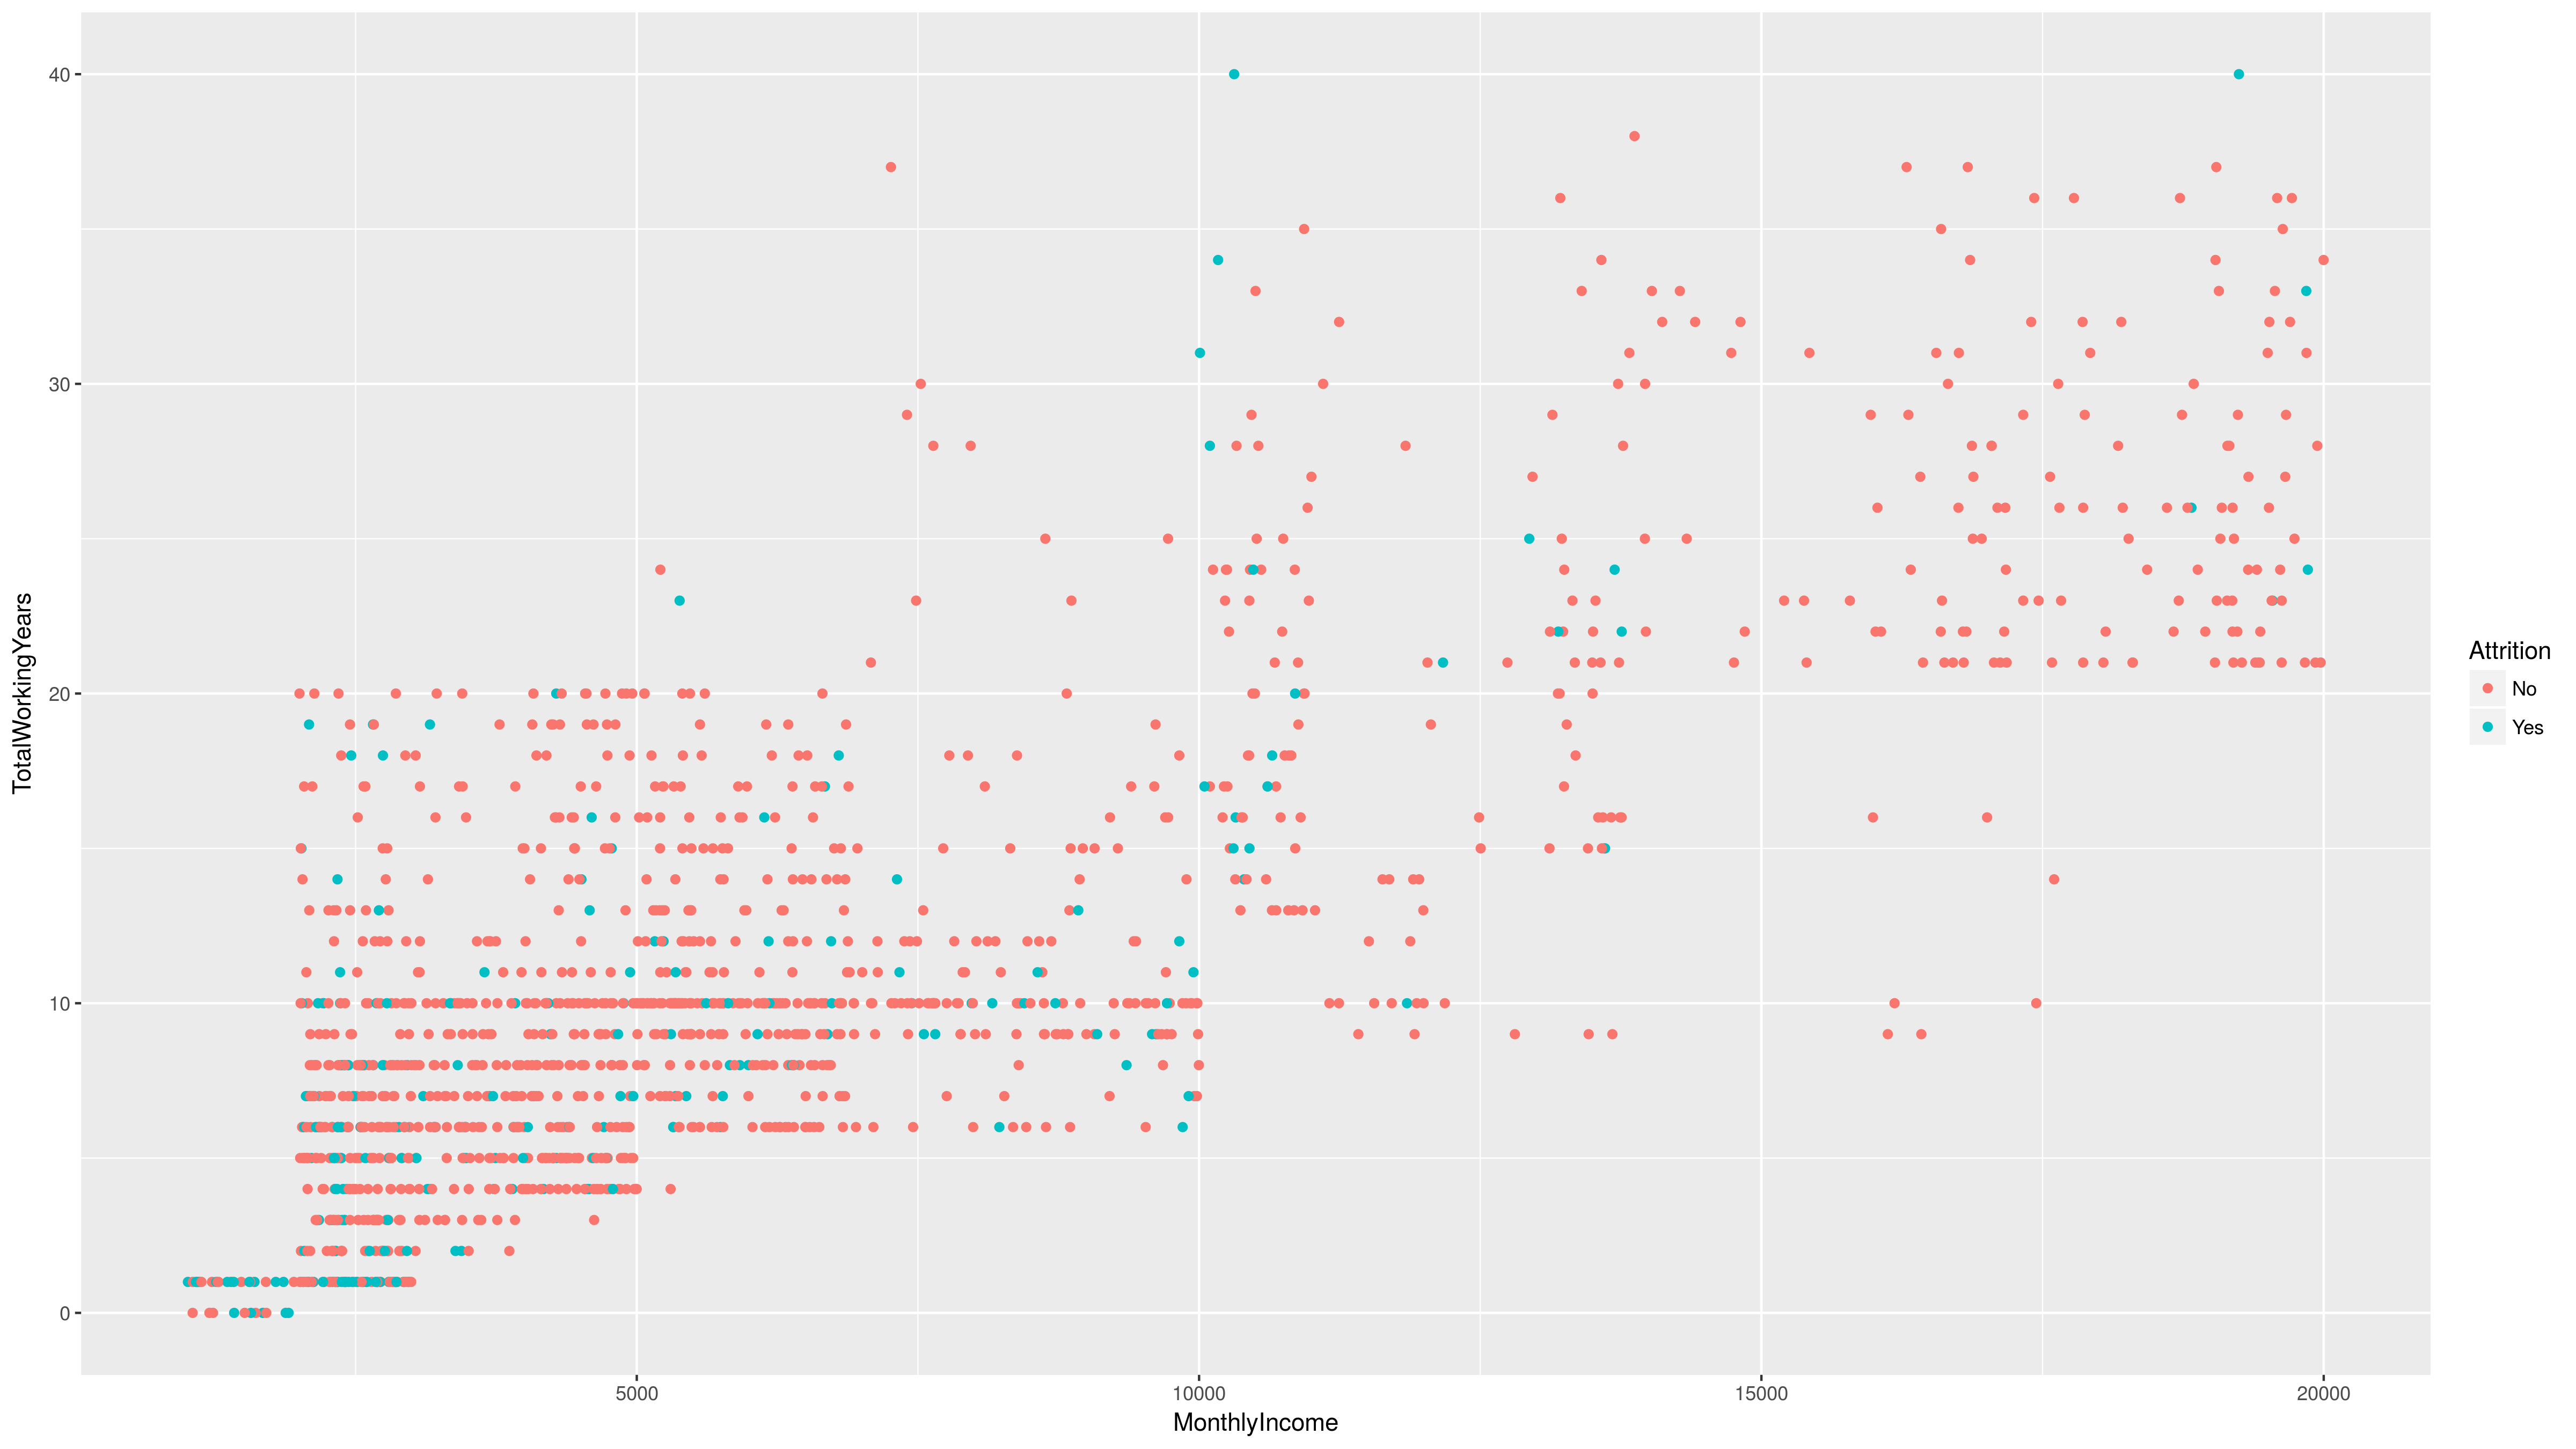 40
30
20
10
0
TotalWorkingYears
5000
10000
15000
20000
MonthlyIncome
Attrition
No
Yes